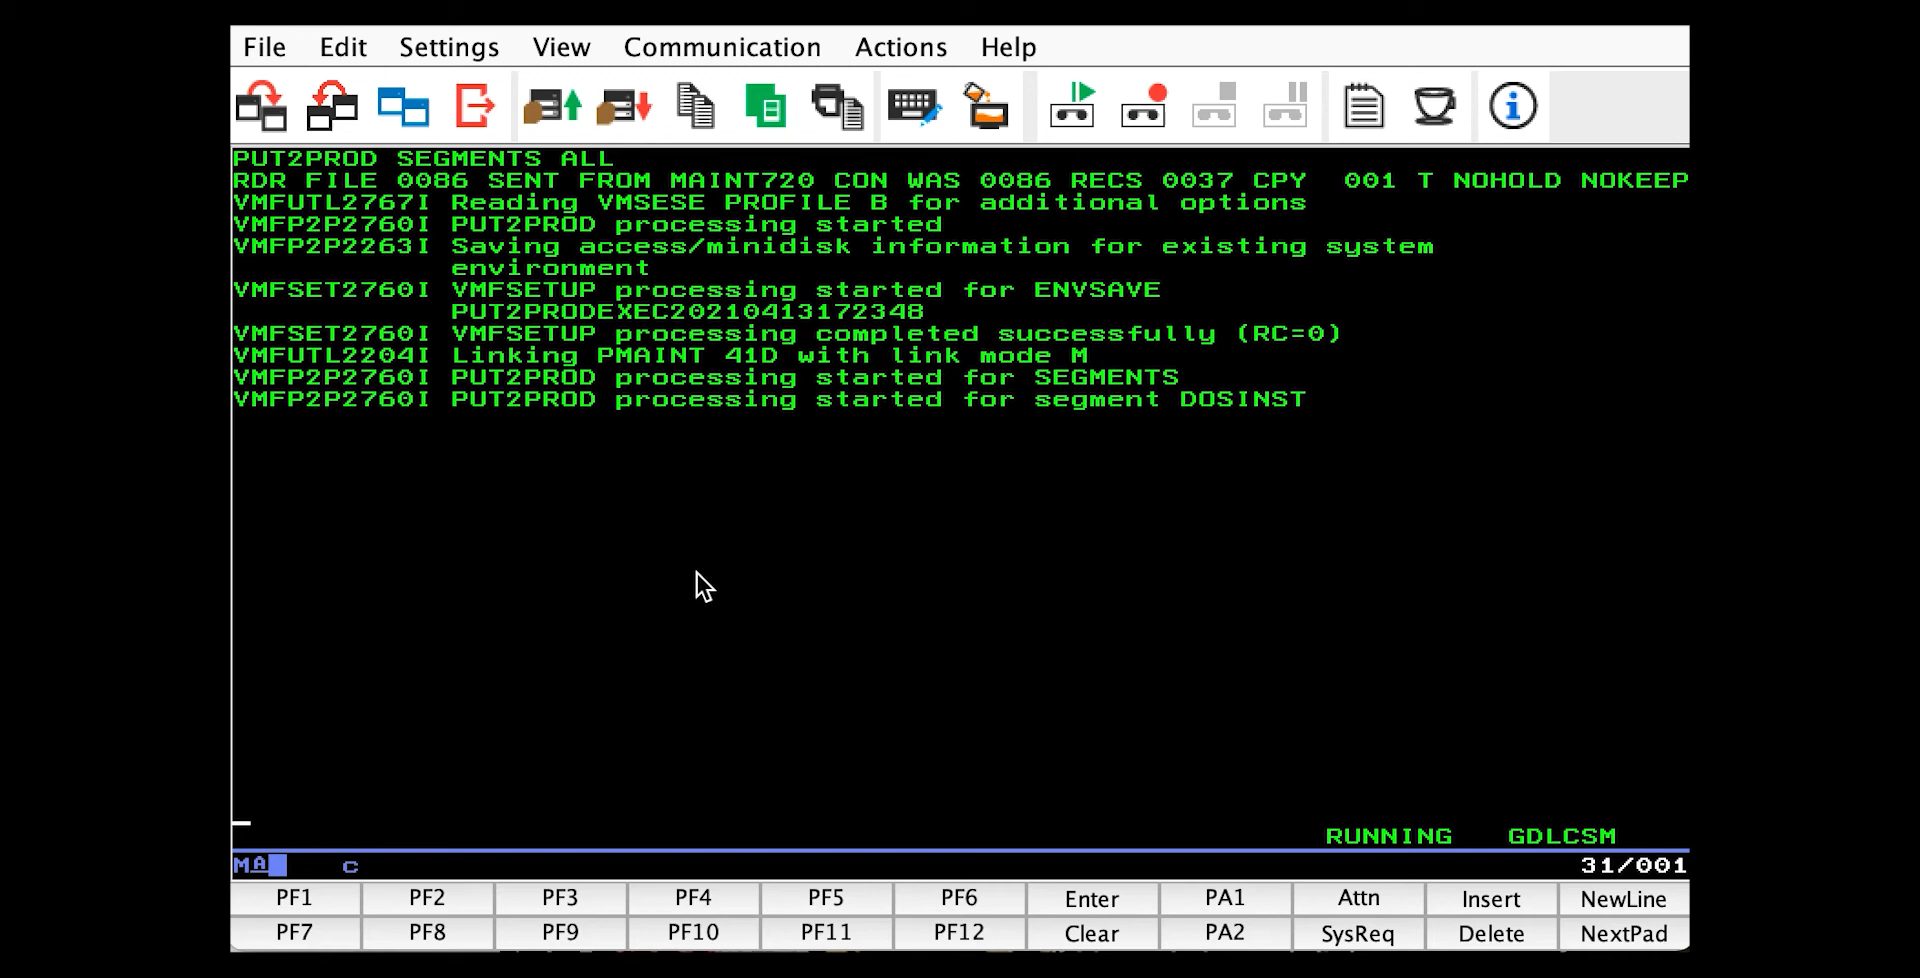 File Edit Settings View Communication Actions Help
PUT2PROD SEGMENTS ALL
RDR FILE 0086 SENT FROM MAINT720 CON WAS 0086 RECS 0037 CPY  001 T NOHOLD NOKEEP
VMFUTL2767I Reading VMSESE PROFILE B for additional options
VMFP2P2760I PUT2PROD processing started
VMFP2P2263I Saving access/minidisk information for existing system
environment
VMFSET2760I VMFSETUP processing started for ENVSAVE
PUT2PRODEXEC20210413172348
VMFSET2760I VMFSETUP processing completed successfully (RC=0)
VMFUTL2204I Linking PMAINT 41D with link mode M
VMFP2P2760I PUT2PROD processing started for SEGMENTS
VMFP2P2760I PUT2PROD processing started for segment DOSINST
RUNNING GDLCSM
MA C 31/001
PF1 PF2 PF3 PF4 PF5 PF6 Enter PA1 Attn Insert NewLine
PF7 PF8 PF9 PF10 PF11 PF12 Clear PA2 SysReq Delete NextPad